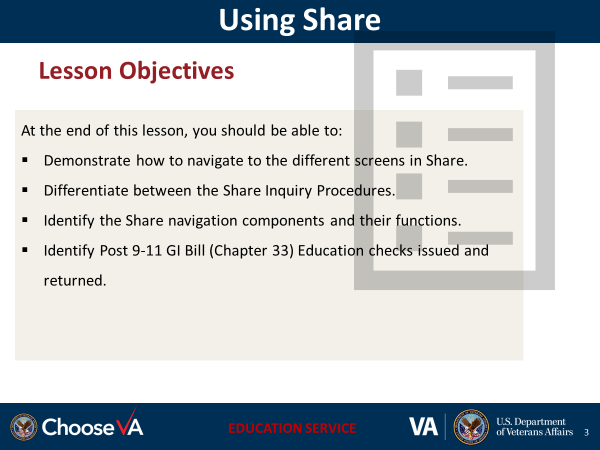 Using Share
Lesson Objectives
At the end of this lesson, you should be able to:
▪ Demonstrate how to navigate to the different screens in Share.
▪ Differentiate between the Share Inquiry Procedures.
▪ Identify the Share navigation components and their functions.
▪ Identify Post 9-11 GI Bill (Chapter 33) Education checks issued and
returned.
Choose VA
EDUCATION SERVICE
VA
U.S. Department
of Veterans Affairs
3